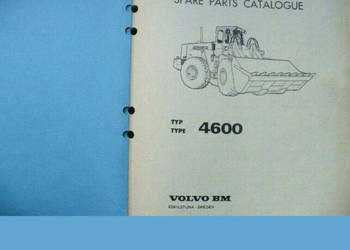 SPARE PARTS CATALOGUE
TYP
TYPE 4600
VOLVO BM
ESKILSTUNA SWEDEN